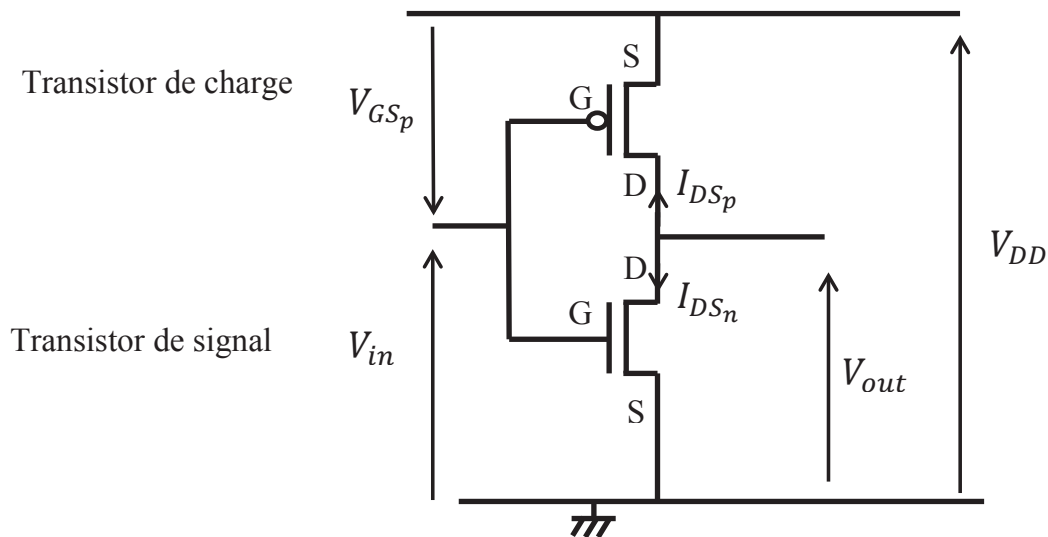 S
Transistor de charge
V_{GS_p}
G
D
I_{DS_p}
V_{DD}
D
I_{DS_n}
G
Transistor de signal
V_{in}
V_{out}
S